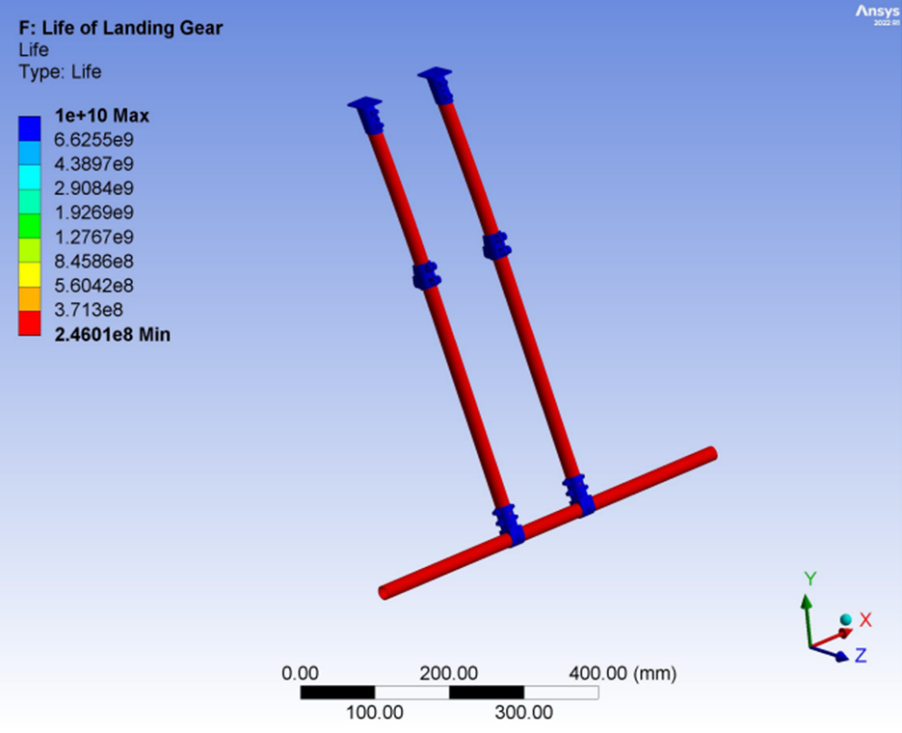 F: Life of Landing Gear
Life
Type: Life
1e+10 Max
6.6255e9
4.3897e9
2.9084e9
1.9269e9
1.2767e9
8.4586e8
5.6042e8
3.713e8
2.4601e8 Min
Ansys
2022 R1
Y
X
Z
0.00 200.00 400.00 (mm)
100.00 300.00